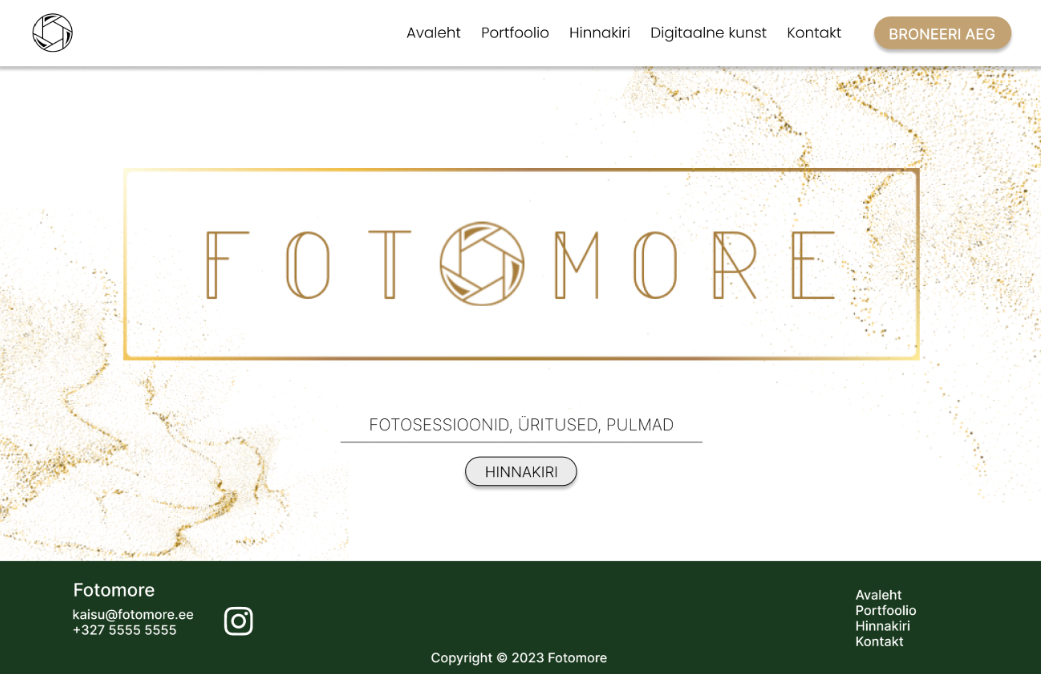 Avaleht Portfoolio Hinnakiri Digitaalne kunst Kontakt BRONEERI AEG
FOTOMORE
FOTOSESSIOONID, ÜRITUSED, PULMAD
HINNAKIRI
Fotomore
kaisu@fotomore.ee
+327 5555 5555
Avaleht
Portfoolio
Hinnakiri
Kontakt
Copyright © 2023 Fotomore